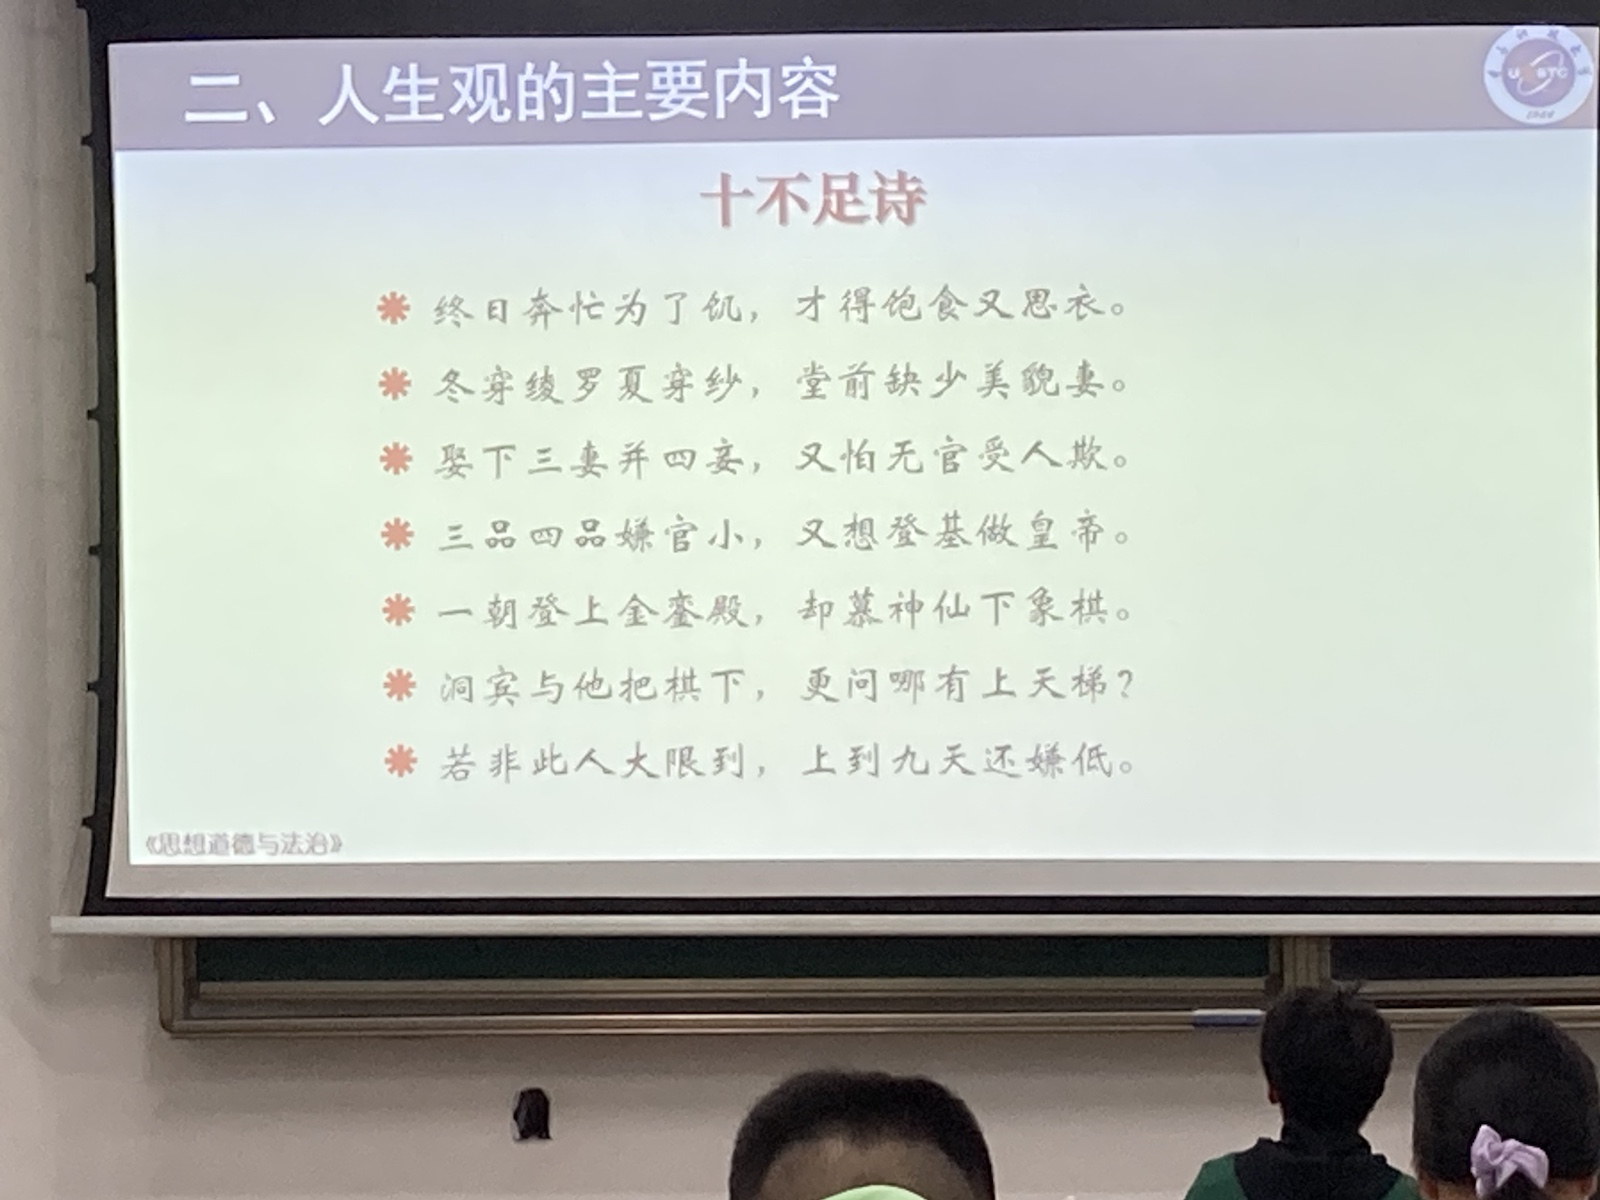 二、人生观的主要内容
USTC
十不足诗
终日奔忙为了饥，才得饱食又思衣。
冬穿绫罗夏穿纱，堂前缺少美貌妻。
娶下三妻并四妾，又怕无官受人欺。
三品四品嫌官小，又想登基做皇帝。
一朝登上金銮殿，却慕神仙下象棋。
洞宾与他把棋下，更问哪有上天梯？
若非此人大限到，上到九天还嫌低。
《思想道德与法治》